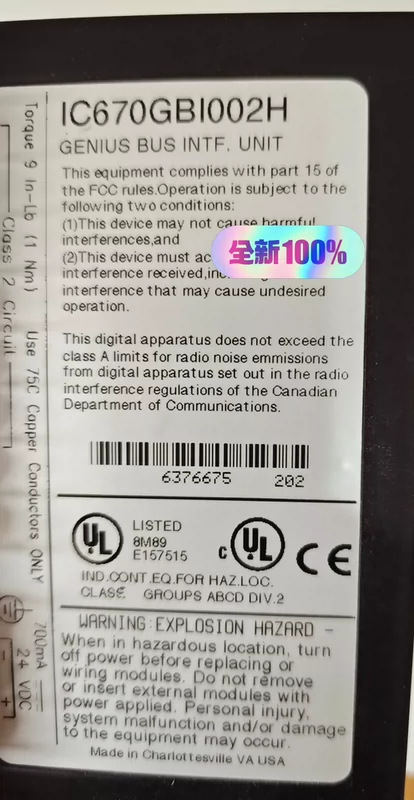 IC670GBI002H
GENIUS BUS INTF. UNIT
This equipment complies with part 15 of
the FCC rules.Operation is subject to the
following two conditions:
(1)This device may not cause harmful
interferences,and
(2)This device must ac
interference received,inc
interference that may cause undesired
operation.
全新100%
This digital apparatus does not exceed the
class A limits for radio noise emmissions
from digital apparatus set out in the radio
interference regulations of the Canadian
Department of Communications.
6376675 202
UL LISTED
8M89
E157515
C UL CE
IND.CONT.EQ.FOR HAZ.LOC.
CLASS GROUPS ABCD DIV.2
WARNING:EXPLOSION HAZARD -
When in hazardous location, turn
off power before replacing or
wiring modules. Do not remove
or insert external modules with
power applied. Personal injury,
system malfunction and/or damage
to the equipment may occur.
Made in Charlottesville VA USA
Torque 9 In-Lb (1 Nm) Use 75C Copper Conductors ONLY
Class 2 Circuit
700mA
24 VDC
- +